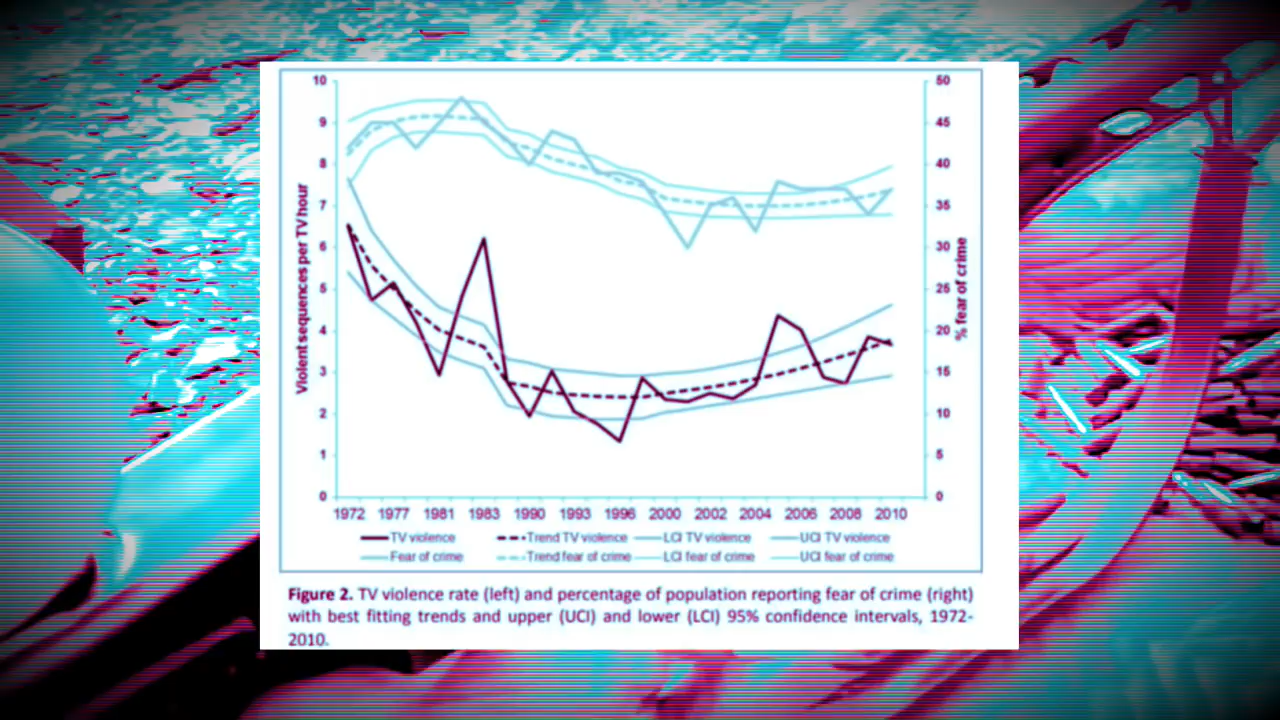 10 50
9 45
8 40
7 35
6 30
5 25
4 20
3 15
2 10
1 5
0 0
Violent sequences per TV hour
% fear of crime
1972 1977 1981 1983 1990 1993 1996 2000 2002 2004 2006 2008 2010
TV violence Trend TV violence LCI TV violence UCI TV violence
Fear of crime Trend fear of crime LCI fear of crime UCI fear of crime
Figure 2. TV violence rate (left) and percentage of population reporting fear of crime (right)
with best fitting trends and upper (UCI) and lower (LCI) 95% confidence intervals, 1972-
2010.